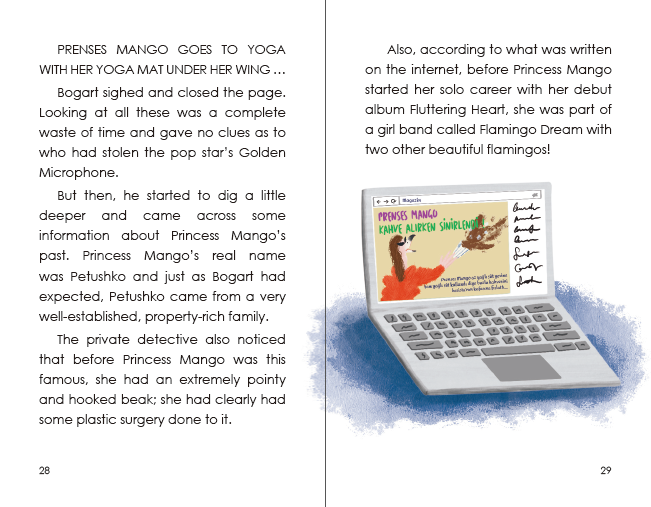 PRENSES MANGO GOES TO YOGA
WITH HER YOGA MAT UNDER HER WING …
Bogart sighed and closed the page.
Looking at all these was a complete
waste of time and gave no clues as to
who had stolen the pop star’s Golden
Microphone.
But then, he started to dig a little
deeper and came across some
information about Princess Mango’s
past. Princess Mango’s real name
was Petushko and just as Bogart had
expected, Petushko came from a very
well-established, property-rich family.
The private detective also noticed
that before Princess Mango was this
famous, she had an extremely pointy
and hooked beak; she had clearly had
some plastic surgery done to it.
28
Also, according to what was written
on the internet, before Princess Mango
started her solo career with her debut
album Fluttering Heart, she was part of
a girl band called Flamingo Dream with
two other beautiful flamingos!
Magazin
PRENSES MANGO
KAHVE ALIRKEN SİNİRLENDİ
Prenses Mango az yağlı süt yerine
29